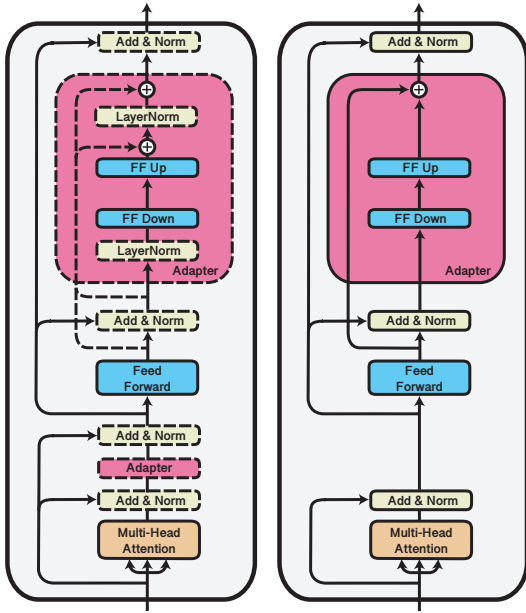 Add & Norm
LayerNorm
FF Up
FF Down
LayerNorm
Adapter
Add & Norm
Feed
Forward
Add & Norm
Adapter
Add & Norm
Multi-Head
Attention
Add & Norm
FF Up
FF Down
Adapter
Add & Norm
Feed
Forward
Add & Norm
Multi-Head
Attention